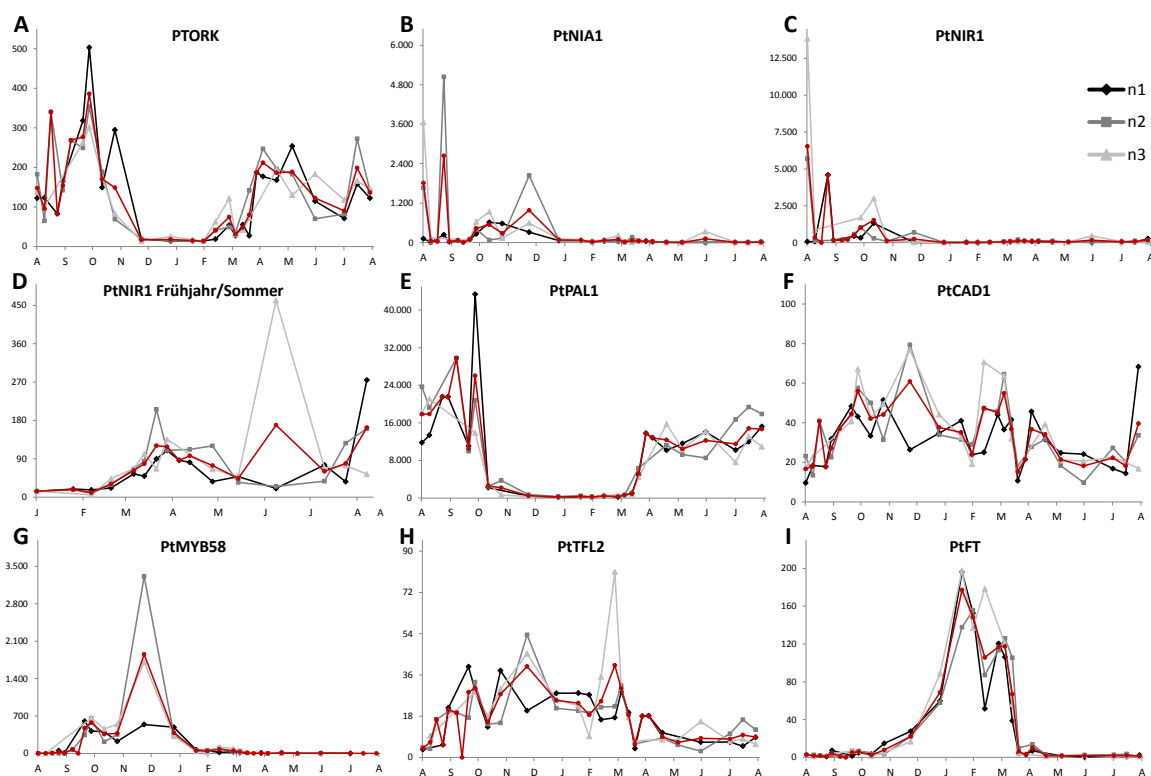 A
PTORK
500
400
300
200
100
0
A S O N D J F M A M J J A
B
PtNIA1
6.000
4.800
3.600
2.400
1.200
0
A S O N D J F M A M J J A
C
PtNIR1
12.500
10.000
7.500
5.000
2.500
0
A S O N D J F M A M J J A
n1
n2
n3
D
PtNIR1 Frühjahr/Sommer
450
360
270
180
90
0
J F M A M J J A
E
PtPAL1
40.000
32.000
24.000
16.000
8.000
0
A S O N D J F M A M J J A
F
PtCAD1
100
80
60
40
20
0
A S O N D J F M A M J J A
G
PtMYB58
3.500
2.800
2.100
1.400
700
0
A S O N D J F M A M J J A
H
PtTFL2
90
72
54
36
18
0
A S O N D J F M A M J J A
I
PtFT
200
160
120
80
40
0
A S O N D J F M A M J J A